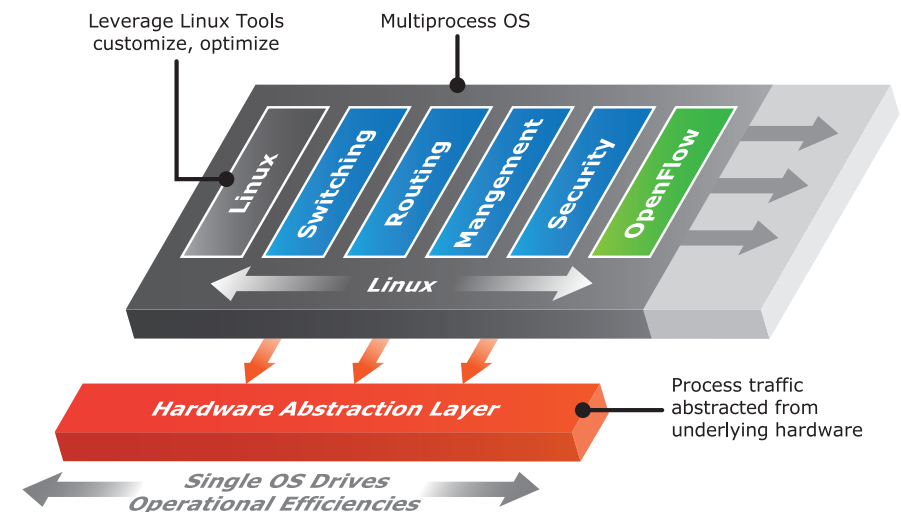 Leverage Linux Tools
customize, optimize
Multiprocess OS
Linux
Switching
Routing
Mangement
Security
OpenFlow
Linux
Hardware Abstraction Layer
Process traffic
abstracted from
underlying hardware
Single OS Drives
Operational Efficiencies